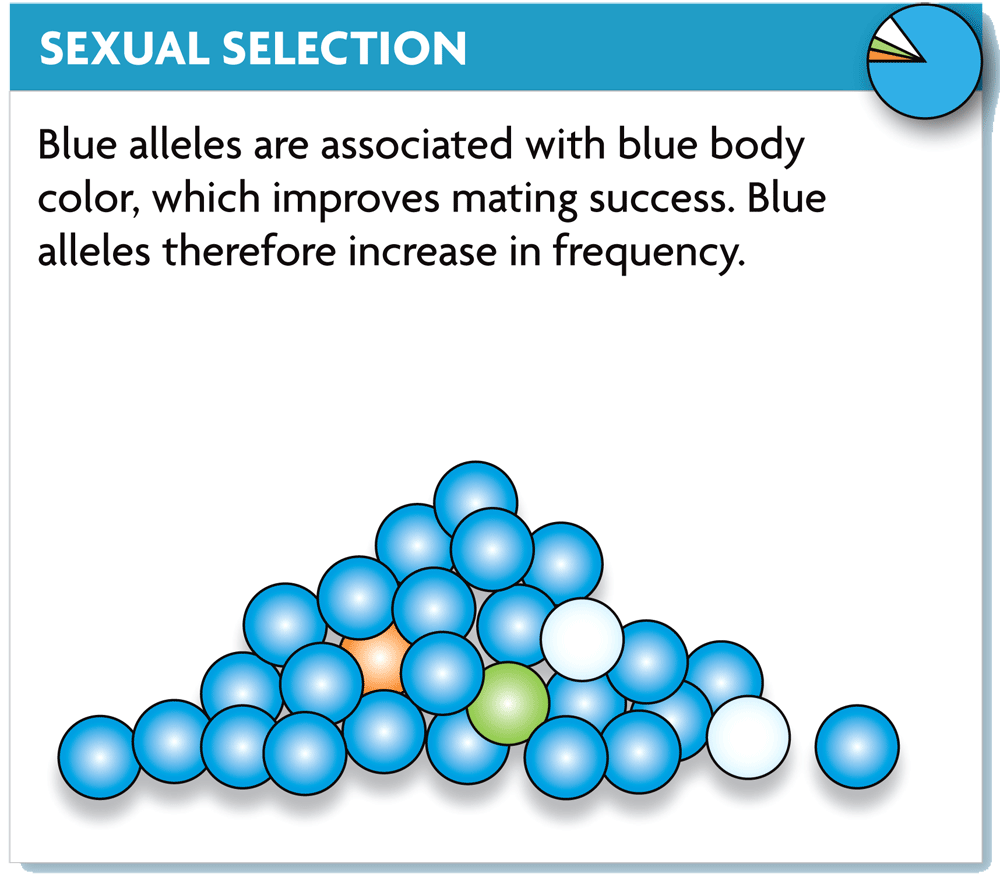 SEXUAL SELECTION
Blue alleles are associated with blue body
color, which improves mating success. Blue
alleles therefore increase in frequency.